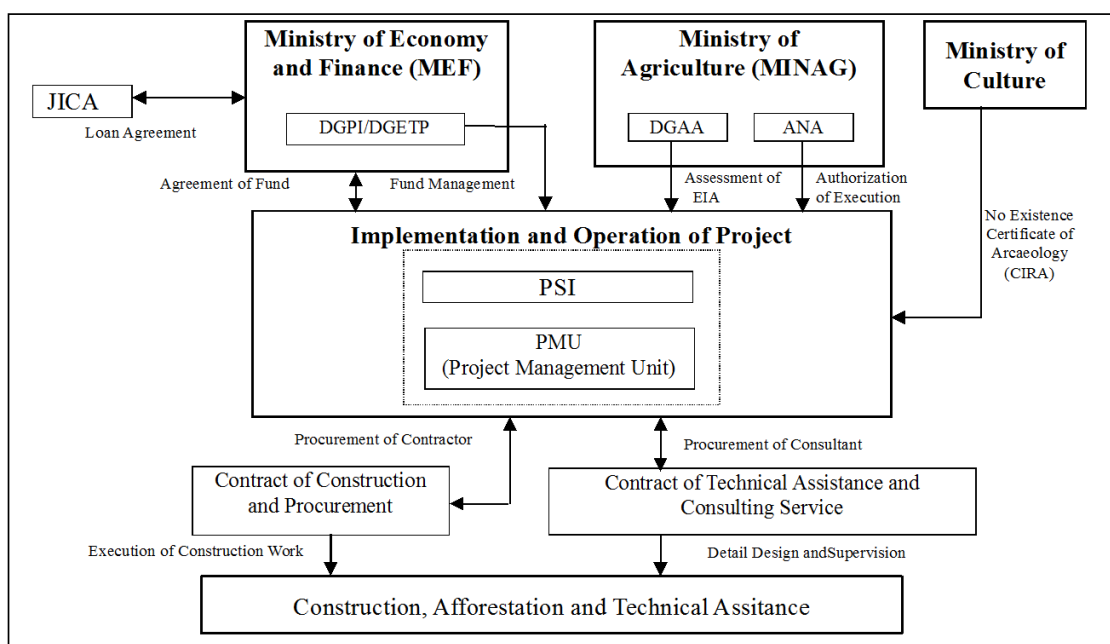 Ministry of Economy
and Finance (MEF)
Ministry of
Agriculture (MINAG)
Ministry of
Culture
JICA
Loan Agreement
DGPI/DGETP
DGAA
ANA
Agreement of Fund
Fund Management
Assessment of
EIA
Authorization
of Execution
No Existence
Certificate of
Arcaeology
(CIRA)
Implementation and Operation of Project
PSI
PMU
(Project Management Unit)
Procurement of Contractor
Procurement of Consultant
Contract of Construction
and Procurement
Contract of Technical Assistance and
Consulting Service
Execution of Construction Work
Detail Design andSupervision
Construction, Afforestation and Technical Assitance